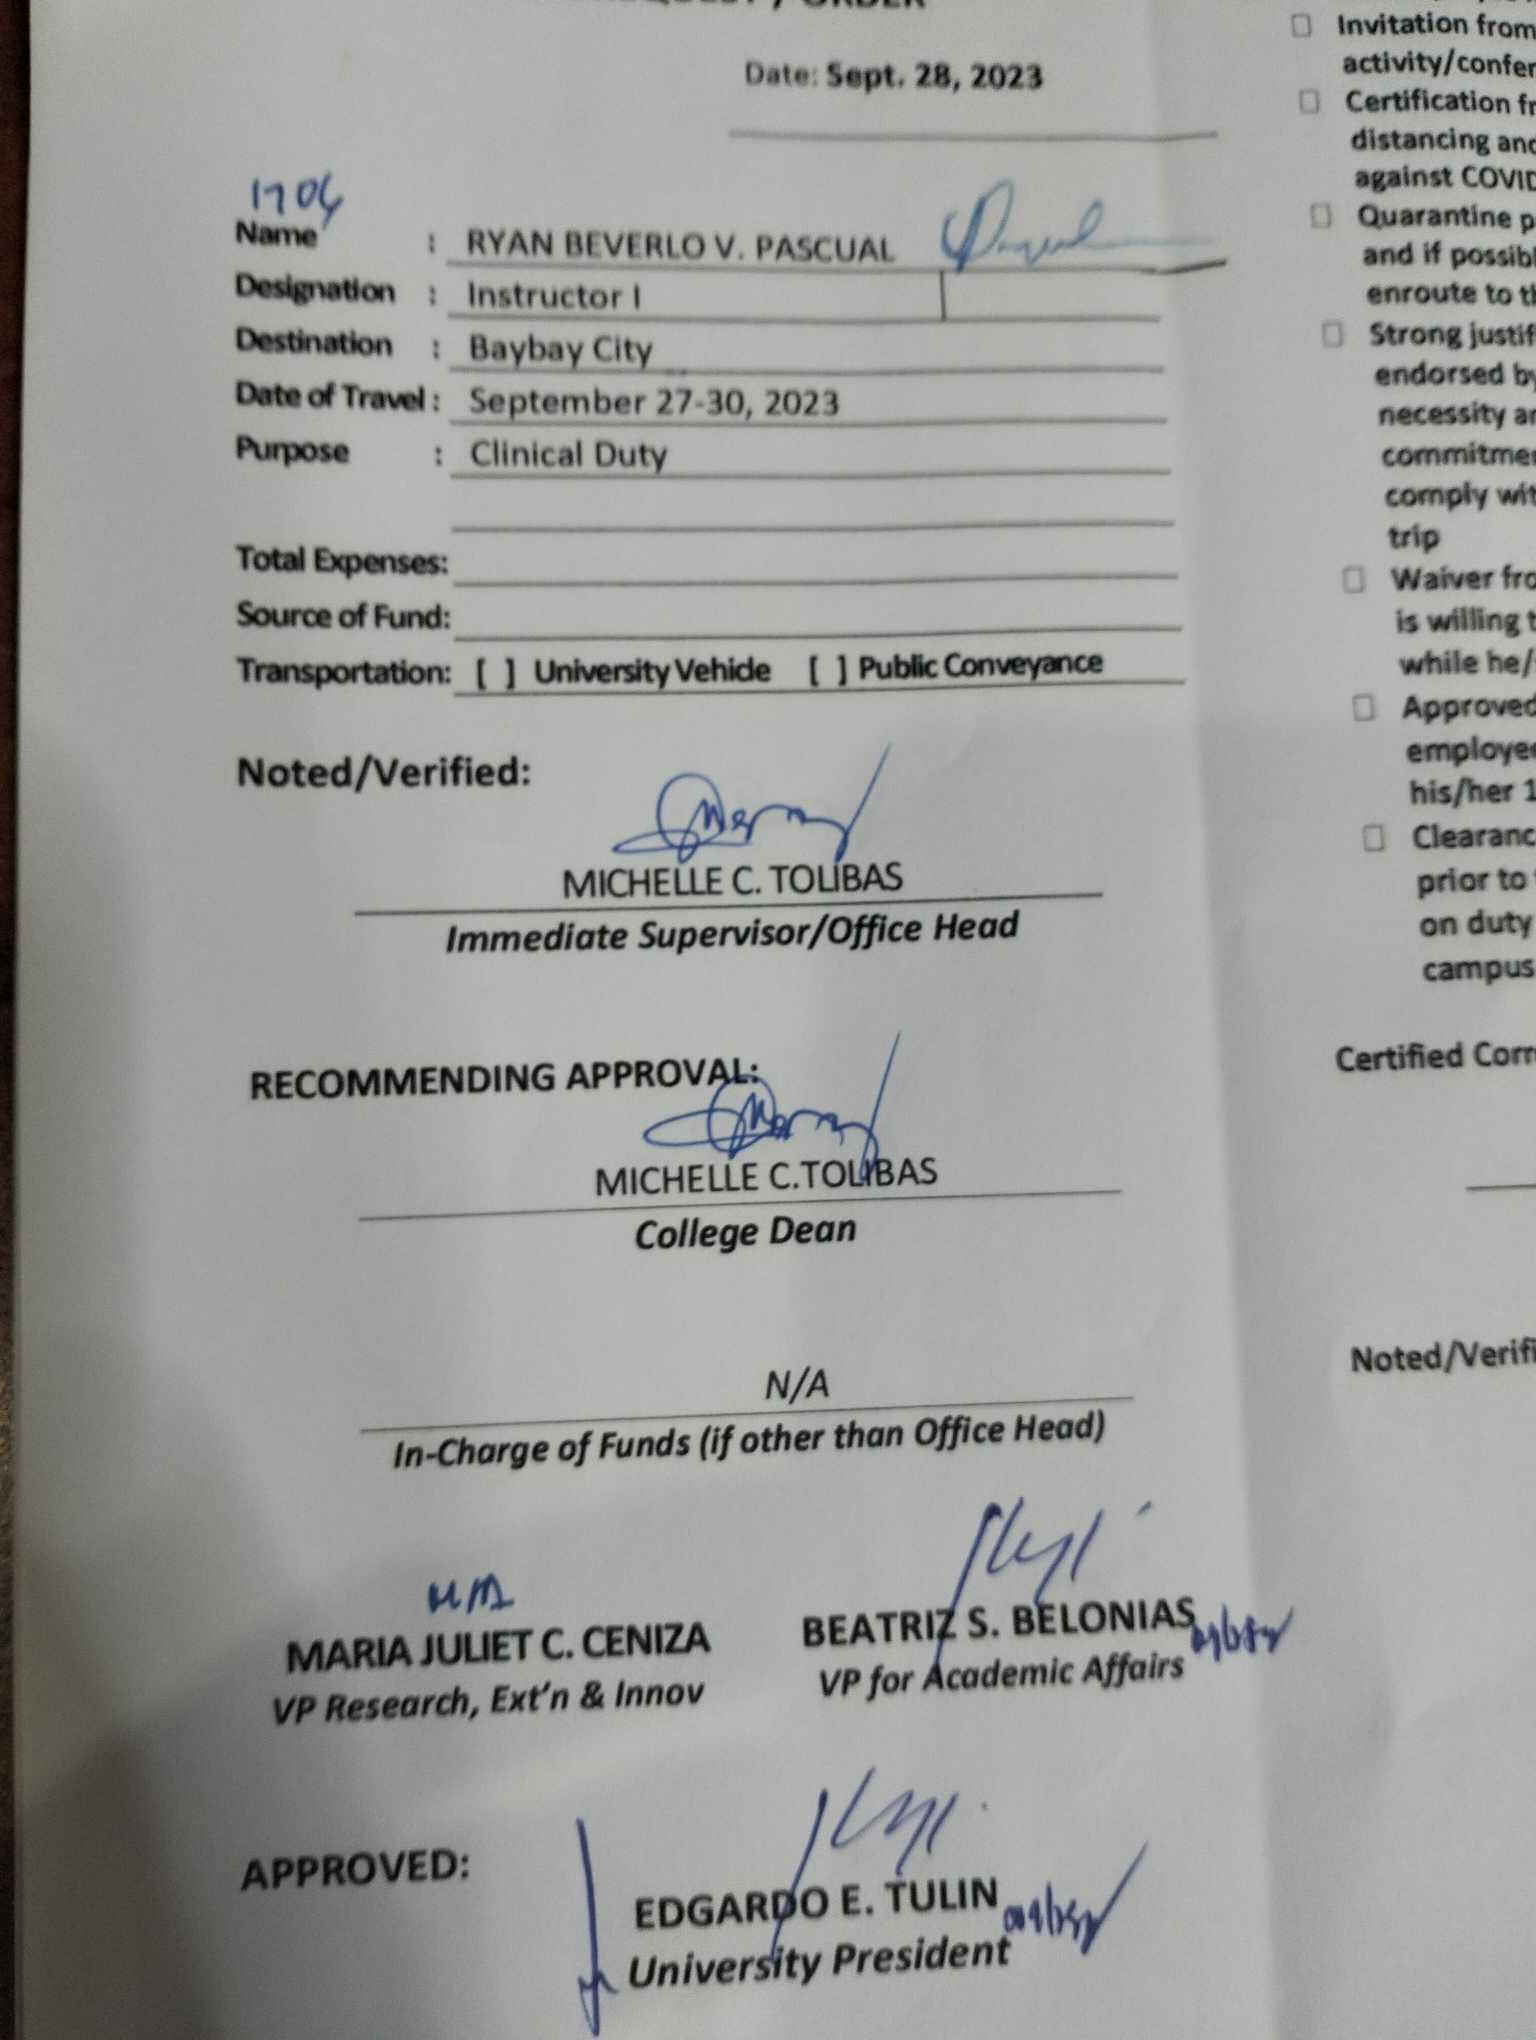 / ORDER
Date: Sept. 28, 2023
1704
Name : RYAN BEVERLO V. PASCUAL
Designation : Instructor I
Destination : Baybay City
Date of Travel : September 27-30, 2023
Purpose : Clinical Duty
Total Expenses:
Source of Fund:
Transportation: [ ] University Vehicle [ ] Public Conveyance
Noted/Verified:
MICHELLE C. TOLIBAS
Immediate Supervisor/Office Head
RECOMMENDING APPROVAL:
MICHELLE C.TOLIBAS
College Dean
N/A
In-Charge of Funds (if other than Office Head)
MARIA JULIET C. CENIZA
VP Research, Ext'n & Innov
BEATRIZ S. BELONIAS
VP for Academic Affairs
APPROVED:
EDGARDO E. TULIN
University President
Invitation from
activity/confer
Certification fr
distancing and
against COVID
Quarantine p
and if possibl
enroute to th
Strong justif
endorsed by
necessity an
commitmen
comply wit
trip
Waiver fro
is willing t
while he/
Approved
employee
his/her 1
Clearanc
prior to
on duty
campus
Certified Corr
Noted/Verifi